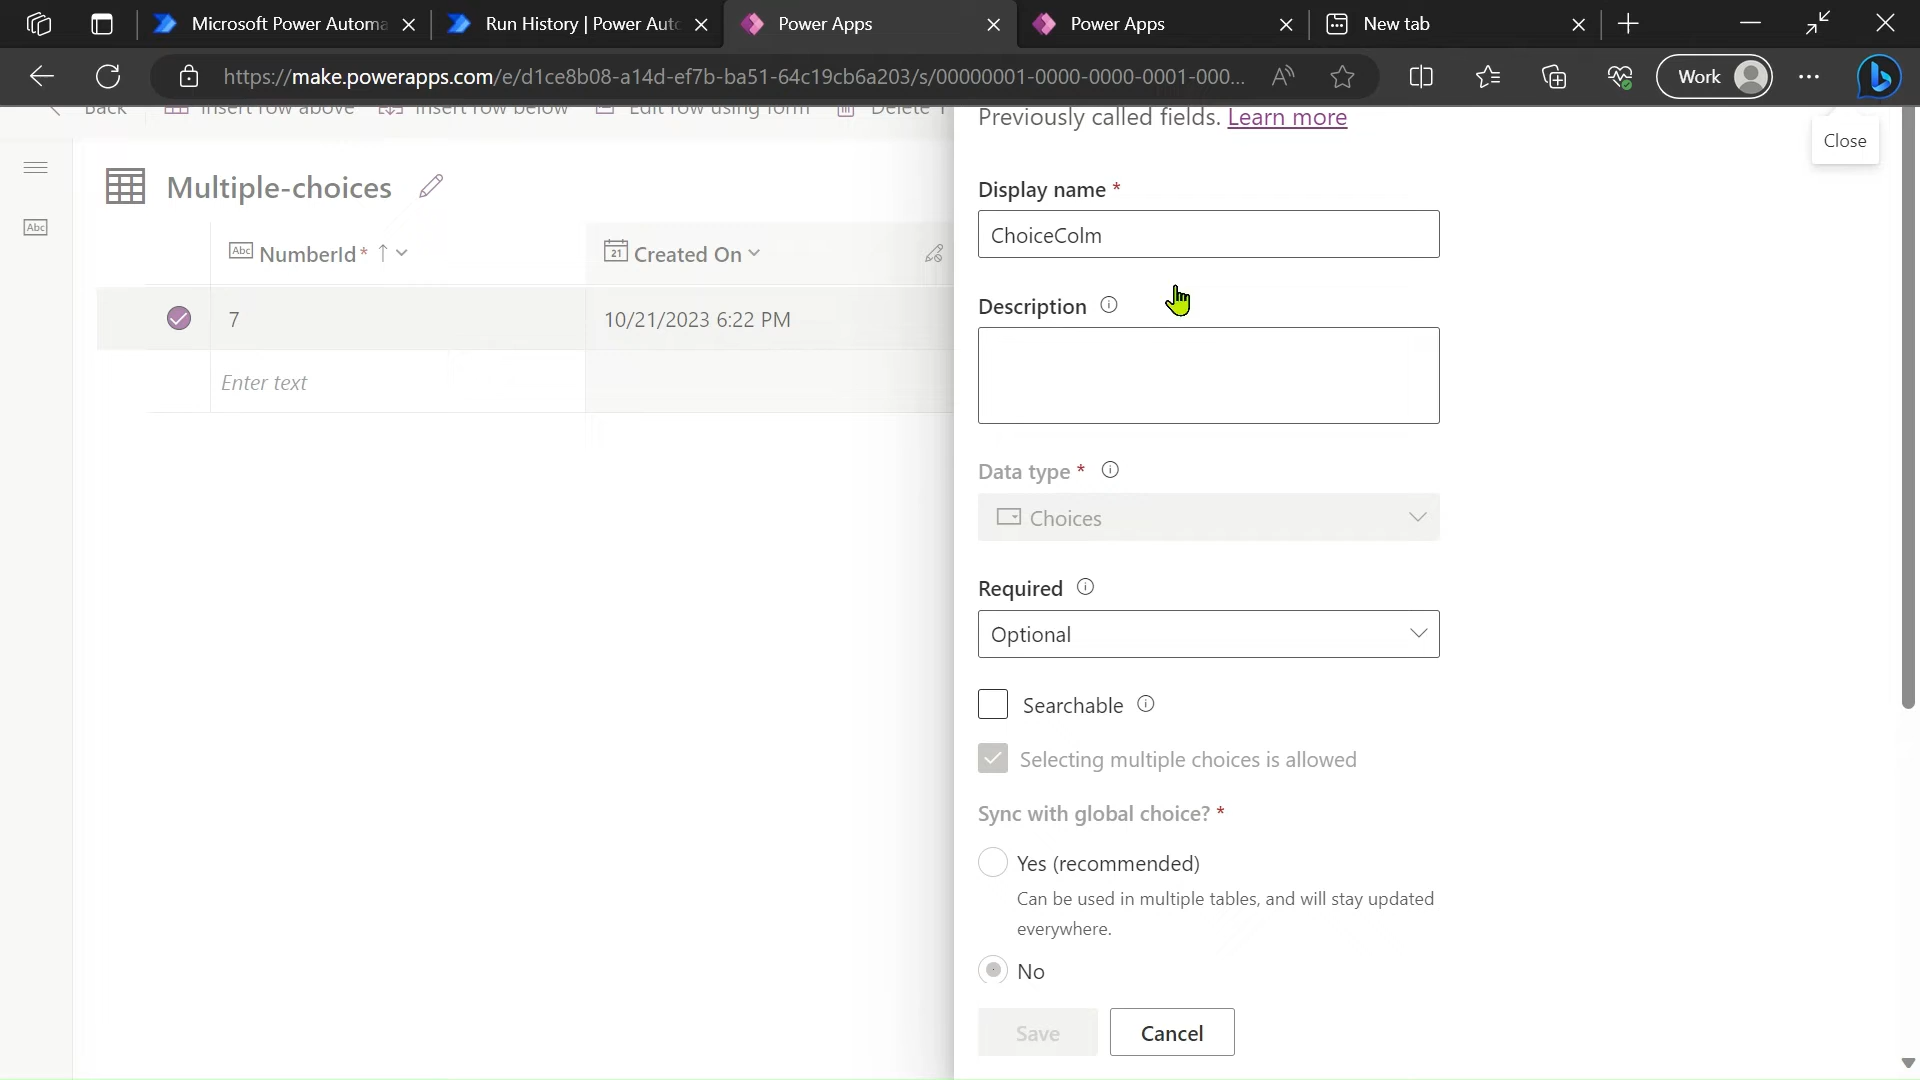 Microsoft Power Automa
Run History | Power Auto
Power Apps
Power Apps
New tab
https://make.powerapps.com/e/d1ce8b08-a14d-ef7b-ba51-64c19cb6a203/s/00000001-0000-0000-0001-000...
Work
Back
Insert row above
Insert row below
Edit row using form
Delete
Previously called fields. Learn more
Close
Multiple-choices
Display name *
ChoiceColm
Abc
Abc NumberId *
21 Created On
Description
7
10/21/2023 6:22 PM
Enter text
Data type *
Choices
Required
Optional
Searchable
Selecting multiple choices is allowed
Sync with global choice? *
Yes (recommended)
Can be used in multiple tables, and will stay updated
everywhere.
No
Save
Cancel